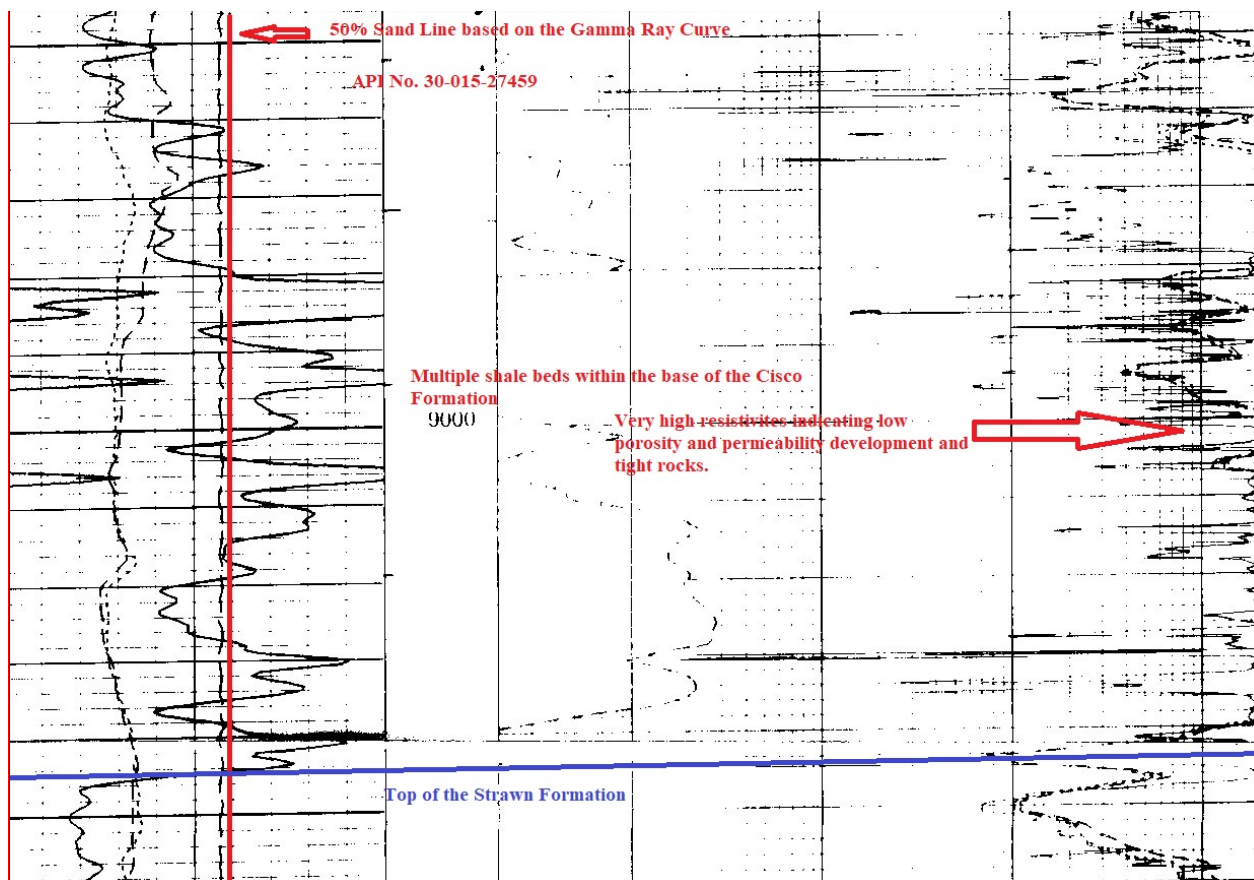 50% Sand Line based on the Gamma Ray Curve
API No. 30-015-27459
Multiple shale beds within the base of the Cisco
Formation
9000
Very high resistivites indicating low
porosity and permeability development and
tight rocks.
Top of the Strawn Formation